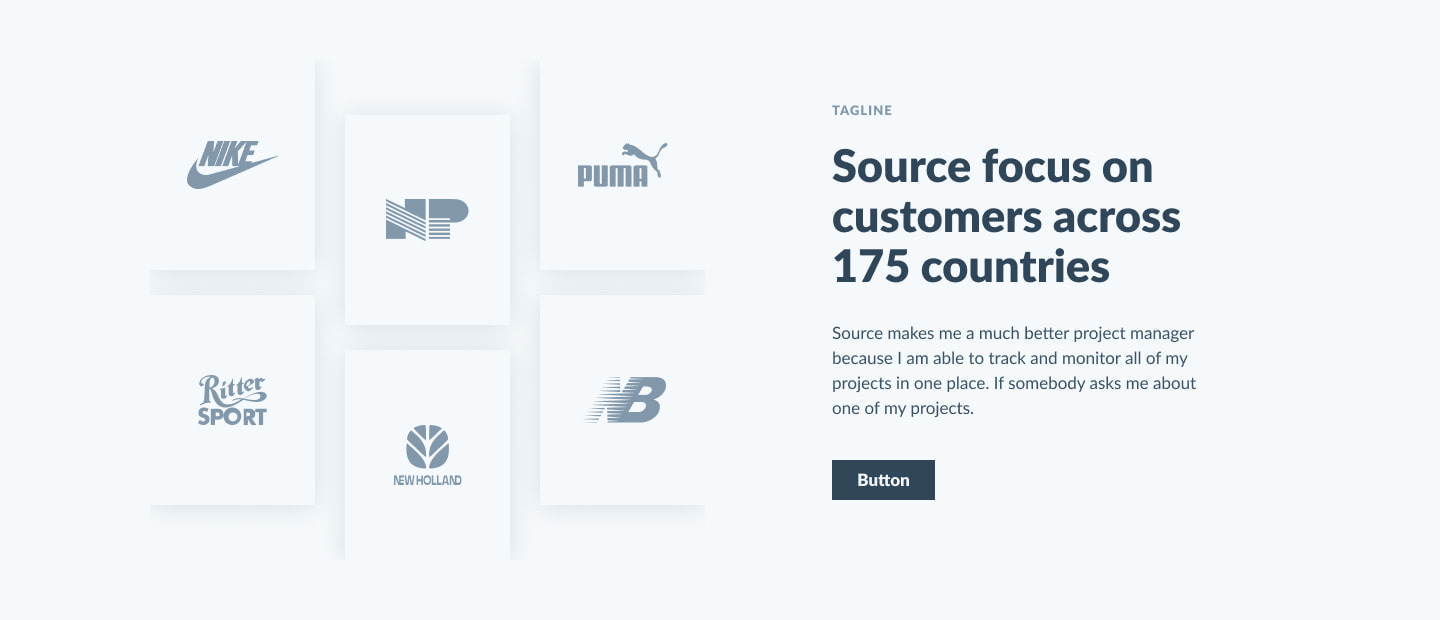 NIKE
NP
PUMA
Ritter
SPORT
NEW HOLLAND
NB
TAGLINE
Source focus on
customers across
175 countries
Source makes me a much better project manager
because I am able to track and monitor all of my
projects in one place. If somebody asks me about
one of my projects.
Button